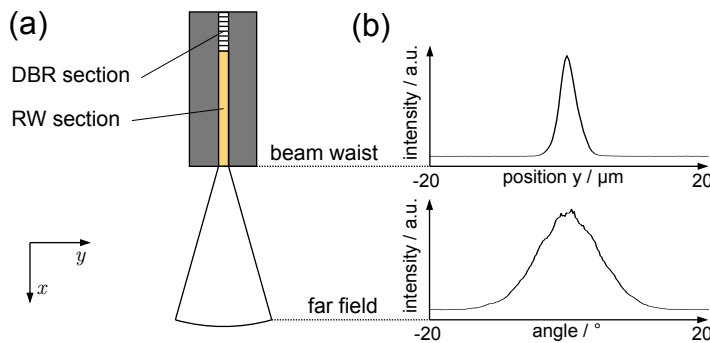 (a)
DBR section
RW section
beam waist
far field
y
x
(b)
intensity / a.u.
-20
position y / µm
20
intensity / a.u.
-20
angle / °
20